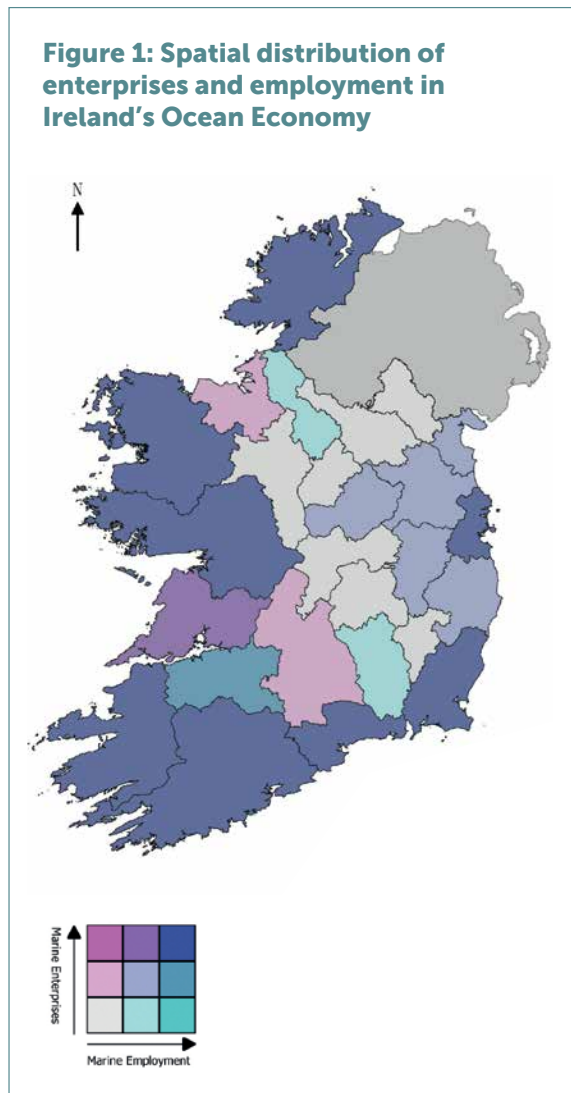 Figure 1: Spatial distribution of
enterprises and employment in
Ireland's Ocean Economy
N
Marine Enterprises
Marine Employment